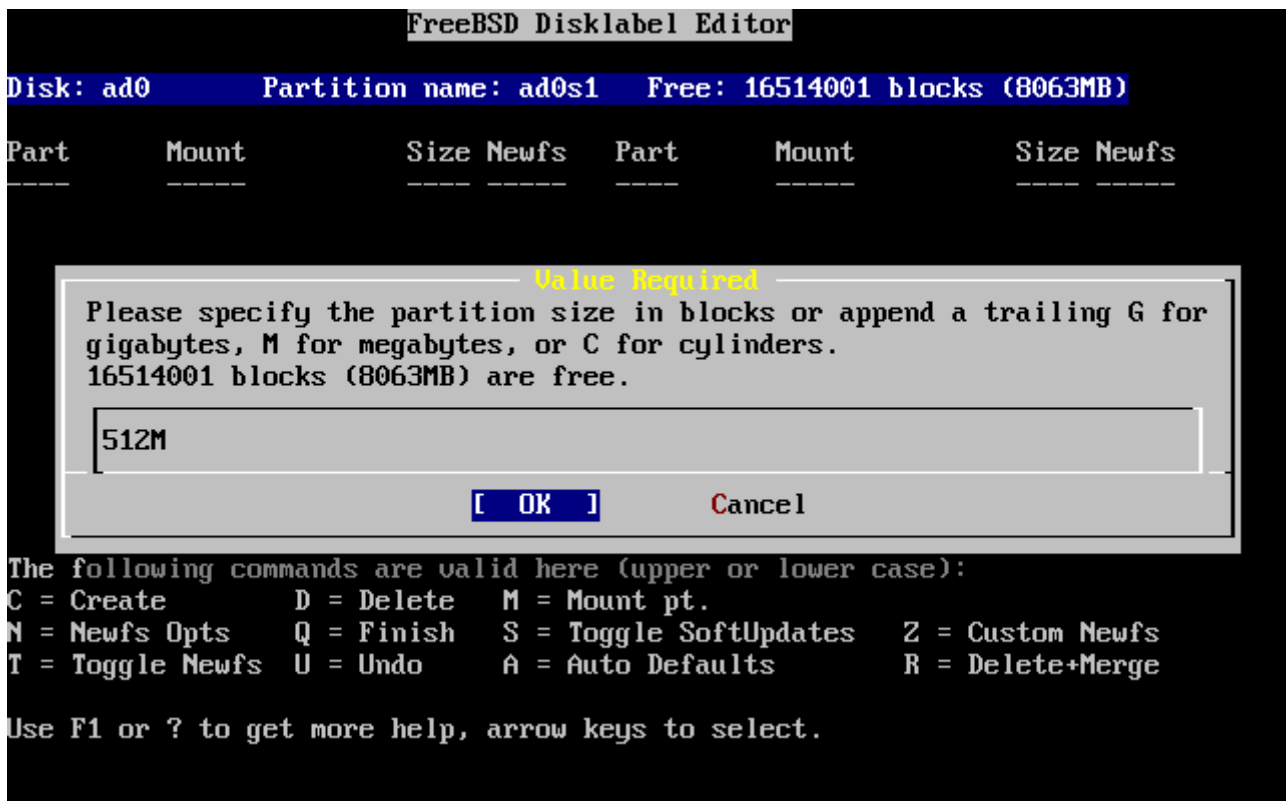 FreeBSD Disklabel Editor
Disk: ad0 Partition name: ad0s1 Free: 16514001 blocks (8063MB)
Part Mount Size Newfs Part Mount Size Newfs
---- ----- ---- ----- ---- ----- ---- -----
Value Required
Please specify the partition size in blocks or append a trailing G for
gigabytes, M for megabytes, or C for cylinders.
16514001 blocks (8063MB) are free.
512M
[ OK ] Cancel
The following commands are valid here (upper or lower case):
C = Create D = Delete M = Mount pt.
N = Newfs Opts Q = Finish S = Toggle SoftUpdates Z = Custom Newfs
T = Toggle Newfs U = Undo A = Auto Defaults R = Delete+Merge
Use F1 or ? to get more help, arrow keys to select.